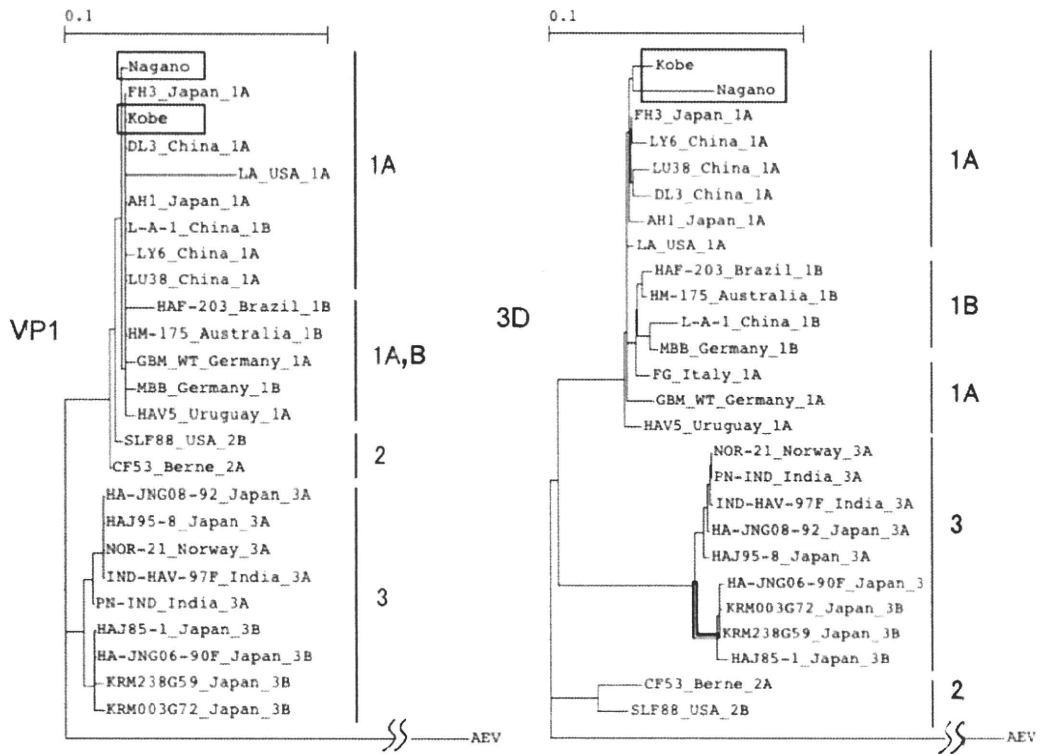 0.1
Nagano
FH3_Japan_1A
Kobe
DL3_China_1A
LA_USA_1A
AH1_Japan_1A
L-A-1_China_1B
LY6_China_1A
LU38_China_1A
HAF-203_Brazil_1B
HM-175_Australia_1B
GBM_WT_Germany_1A
MBB_Germany_1B
HAV5_Uruguay_1A
SLF88_USA_2B
CF53_Berne_2A
HA-JNG08-92_Japan_3A
HAJ95-8_Japan_3A
NOR-21_Norway_3A
IND-HAV-97F_India_3A
PN-IND_India_3A
HAJ85-1_Japan_3B
HA-JNG06-90F_Japan_3B
KRM238G59_Japan_3B
KRM003G72_Japan_3B
AEV
VP1
1A
1A,B
2
3
0.1
Kobe
Nagano
FH3_Japan_1A
LY6_China_1A
LU38_China_1A
DL3_China_1A
AH1_Japan_1A
LA_USA_1A
HAF-203_Brazil_1B
HM-175_Australia_1B
L-A-1_China_1B
MBB_Germany_1B
FG_Italy_1A
GBM_WT_Germany_1A
HAV5_Uruguay_1A
NOR-21_Norway_3A
PN-IND_India_3A
IND-HAV-97F_India_3A
HA-JNG08-92_Japan_3A
HAJ95-8_Japan_3A
HA-JNG06-90F_Japan_3
KRM003G72_Japan_3B
KRM238G59_Japan_3B
HAJ85-1_Japan_3B
CF53_Berne_2A
SLF88_USA_2B
AEV
3D
1A
1B
1A
3
2